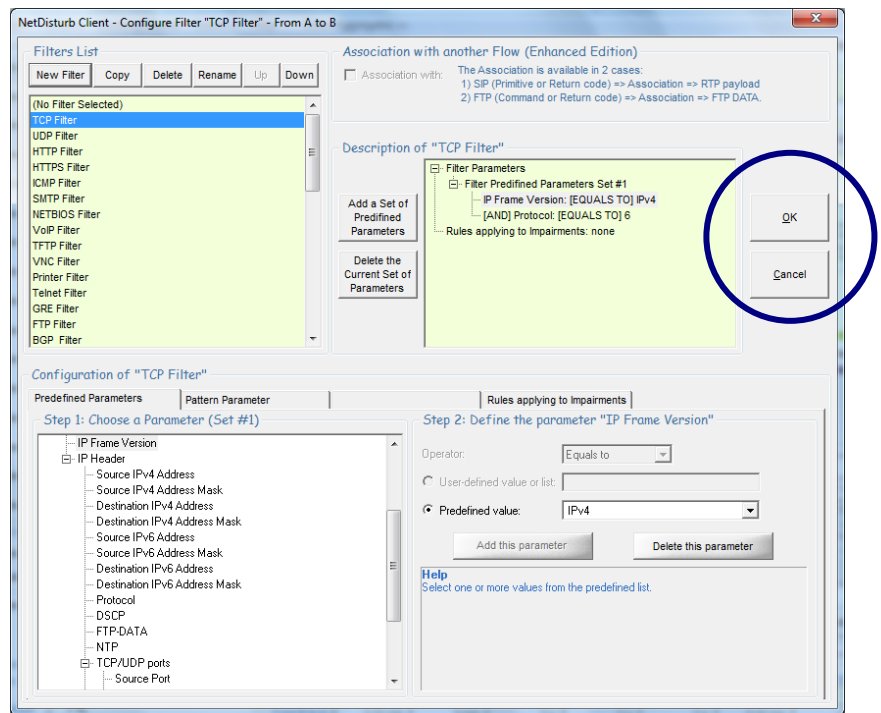 NetDisturb Client - Configure Filter "TCP Filter" - From A to B
Filters List
New Filter Copy Delete Rename Up Down
(No Filter Selected)
TCP Filter
UDP Filter
HTTP Filter
HTTPS Filter
ICMP Filter
SMTP Filter
NETBIOS Filter
VoIP Filter
TFTP Filter
VNC Filter
Printer Filter
Telnet Filter
GRE Filter
FTP Filter
BGP Filter
Association with another Flow (Enhanced Edition)
Association with:
The Association is available in 2 cases:
1) SIP (Primitive or Return code) => Association => RTP payload
2) FTP (Command or Return code) => Association => FTP DATA.
Description of "TCP Filter"
Add a Set of
Predifined
Parameters
Delete the
Current Set of
Parameters
Filter Parameters
Filter Predifined Parameters Set #1
IP Frame Version: [EQUALS TO] IPv4
[AND] Protocol: [EQUALS TO] 6
Rules applying to Impairments: none
OK
Cancel
Configuration of "TCP Filter"
Predefined Parameters Pattern Parameter Rules applying to Impairments
Step 1: Choose a Parameter (Set #1)
IP Frame Version
IP Header
Source IPv4 Address
Source IPv4 Address Mask
Destination IPv4 Address
Destination IPv4 Address Mask
Source IPv6 Address
Source IPv6 Address Mask
Destination IPv6 Address
Destination IPv6 Address Mask
Protocol
DSCP
FTP-DATA
NTP
TCP/UDP ports
Source Port
Step 2: Define the parameter "IP Frame Version"
Operator: Equals to
User-defined value or list:
Predefined value: IPv4
Add this parameter Delete this parameter
Help
Select one or more values from the predefined list.